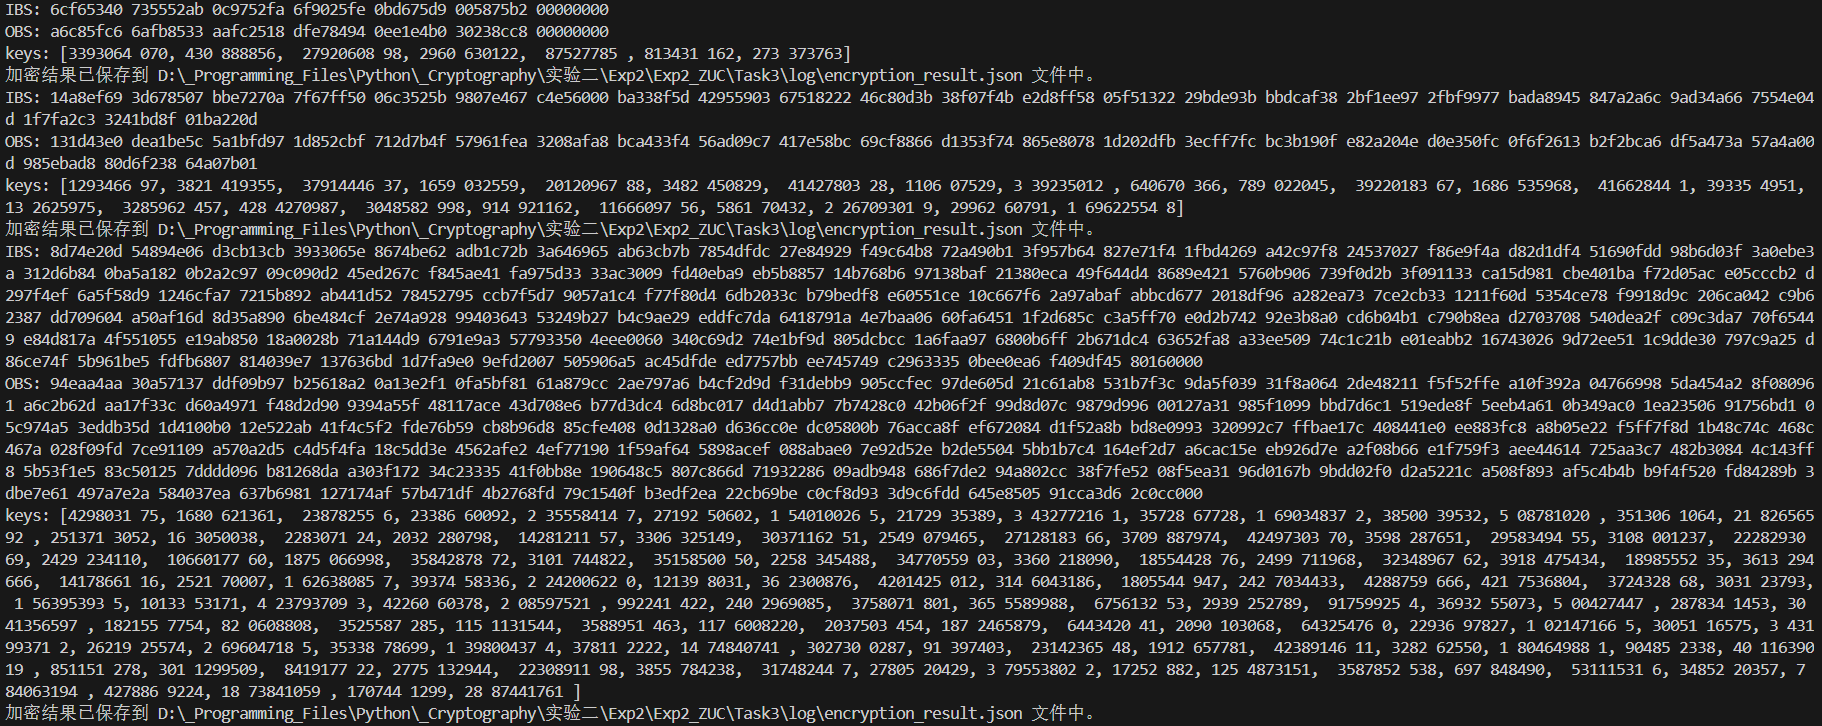 IBS: 6cf65340 735552ab 0c9752fa 6f9025fe 0bd675d9 005875b2 00000000
OBS: a6c85fc6 6afb8533 aafc2518 dfe78494 0ee1e4b0 30238cc8 00000000
keys: [3393064 070, 430 888856,  27920608 98, 2960 630122,  87527785 , 813431 162, 273 373763]
加密结果已保存到 D:\_Programming_Files\Python\_Cryptography\实验二\Exp2\Exp2_ZUC\Task3\log\encryption_result.json 文件中。
IBS: 14a8ef69 3d678507 bbe7270a 7f67ff50 06c3525b 9807e467 c4e56000 ba338f5d 42955903 67518222 46c80d3b 38f07f4b e2d8ff58 05f51322 29bde93b bbdcaf38 2bf1ee97 2fbf9977 bada8945 847a2a6c 9ad34a66 7554e04
d 1f7fa2c3 3241bd8f 01ba220d
OBS: 131d43e0 dea1be5c 5a1bfd97 1d852cbf 712d7b4f 57961fea 3208afa8 bca433f4 56ad09c7 417e58bc 69cf8866 d1353f74 865e8078 1d202dfb 3ecff7fc bc3b190f e82a204e d0e350fc 0f6f2613 b2f2bca6 df5a473a 57a4a00
d 985ebad8 80d6f238 64a07b01
keys: [1293466 97, 3821 419355,  37914446 37, 1659 032559,  20120967 88, 3482 450829,  41427803 28, 1106 07529, 3 39235012 , 640670 366, 789 022045,  39220183 67, 1686 535968,  41662844 1, 39335 4951,
13 2625975,  3285962 457, 428 4270987,  3048582 998, 914 921162,  11666097 56, 5861 70432, 2 26709301 9, 29962 60791, 1 69622554 8]
加密结果已保存到 D:\_Programming_Files\Python\_Cryptography\实验二\Exp2\Exp2_ZUC\Task3\log\encryption_result.json 文件中。
IBS: 8d74e20d 54894e06 d3cb13cb 3933065e 8674be62 adb1c72b 3a646965 ab63cb7b 7854dfdc 27e84929 f49c64b8 72a490b1 3f957b64 827e71f4 1fbd4269 a42c97f8 24537027 f86e9f4a d82d1df4 51690fdd 98b6d03f 3a0ebe3
a 312d6b84 0ba5a182 0b2a2c97 09c090d2 45ed267c f845ae41 fa975d33 33ac3009 fd40eba9 eb5b8857 14b768b6 97138baf 21380eca 49f644d4 8689e421 5760b906 739f0d2b 3f091133 ca15d981 cbe401ba f72d05ac e05cccb2 d
297f4ef 6a5f58d9 1246cfa7 7215b892 ab441d52 78452795 ccb7f5d7 9057a1c4 f77f80d4 6db2033c b79bedf8 e60551ce 10c667f6 2a97abaf abbcd677 2018df96 a282ea73 7ce2cb33 1211f60d 5354ce78 f9918d9c 206ca042 c9b6
2387 dd709604 a50af16d 8d35a890 6be484cf 2e74a928 99403643 53249b27 b4c9ae29 eddfc7da 6418791a 4e7baa06 60fa6451 1f2d685c c3a5ff70 e0d2b742 92e3b8a0 cd6b04b1 c790b8ea d2703708 540dea2f c09c3da7 70f6544
9 e84d817a 4f551055 e19ab850 18a0028b 71a144d9 6791e9a3 57793350 4eee0060 340c69d2 74e1bf9d 805dcbcc 1a6faa97 6800b6ff 2b671dc4 63652fa8 a33ee509 74c1c21b e01eabb2 16743026 9d72ee51 1c9dde30 797c9a25 d
86ce74f 5b961be5 fdfb6807 814039e7 137636bd 1d7fa9e0 9efd2007 505906a5 ac45dfde ed7757bb ee745749 c2963335 0bee0ea6 f409df45 80160000
OBS: 94eaa4aa 30a57137 ddf09b97 b25618a2 0a13e2f1 0fa5bf81 61a879cc 2ae797a6 b4cf2d9d f31debb9 905ccfec 97de605d 21c61ab8 531b7f3c 9da5f039 31f8a064 2de48211 f5f52ffe a10f392a 04766998 5da454a2 8f08096
1 a6c2b62d aa17f33c d60a4971 f48d2d90 9394a55f 48117ace 43d708e6 b77d3dc4 6d8bc017 d4d1abb7 7b7428c0 42b06f2f 99d8d07c 9879d996 00127a31 985f1099 bbd7d6c1 519ede8f 5eeb4a61 0b349ac0 1ea23506 91756bd1 0
5c974a5 3eddb35d 1d4100b0 12e522ab 41f4c5f2 fde76b59 cb8b96d8 85cfe408 0d1328a0 d636cc0e dc05800b 76acca8f ef672084 d1f52a8b bd8e0993 320992c7 ffbae17c 408441e0 ee883fc8 a8b05e22 f5ff7f8d 1b48c74c 468c
467a 028f09fd 7ce91109 a570a2d5 c4d5f4fa 18c5dd3e 4562afe2 4ef77190 1f59af64 5898acef 088abae0 7e92d52e b2de5504 5bb1b7c4 164ef2d7 a6cac15e eb926d7e a2f08b66 e1f759f3 aee44614 725aa3c7 482b3084 4c143ff
8 5b53f1e5 83c50125 7dddd096 b81268da a303f172 34c23335 41f0bb8e 190648c5 807c866d 71932286 09adb948 686f7de2 94a802cc 38f7fe52 08f5ea31 96d0167b 9bdd02f0 d2a5221c a508f893 af5c4b4b b9f4f520 fd84289b 3
dbe7e61 497a7e2a 584037ea 637b6981 127174af 57b471df 4b2768fd 79c1540f b3edf2ea 22cb69be c0cf8d93 3d9c6fdd 645e8505 91cca3d6 2c0cc000
keys: [4298031 75, 1680 621361,  23878255 6, 23386 60092, 2 35558414 7, 27192 50602, 1 54010026 5, 21729 35389, 3 43277216 1, 35728 67728, 1 69034837 2, 38500 39532, 5 08781020 , 351306 1064, 21 826565
92 , 251371 3052, 16 3050038,  2283071 24, 2032 280798,  14281211 57, 3306 325149,  30371162 51, 2549 079465,  27128183 66, 3709 887974,  42497303 70, 3598 287651,  29583494 55, 3108 001237,  22282930
69, 2429 234110,  10660177 60, 1875 066998,  35842878 72, 3101 744822,  35158500 50, 2258 345488,  34770559 03, 3360 218090,  18554428 76, 2499 711968,  32348967 62, 3918 475434,  18985552 35, 3613 294
666,  14178661 16, 2521 70007, 1 62638085 7, 39374 58336, 2 24200622 0, 12139 8031, 36 2300876,  4201425 012, 314 6043186,  1805544 947, 242 7034433,  4288759 666, 421 7536804,  3724328 68, 3031 23793,
1 56395393 5, 10133 53171, 4 23793709 3, 42260 60378, 2 08597521 , 992241 422, 240 2969085,  3758071 801, 365 5589988,  6756132 53, 2939 252789,  91759925 4, 36932 55073, 5 00427447 , 287834 1453, 30
41356597 , 182155 7754, 82 0608808,  3525587 285, 115 1131544,  3588951 463, 117 6008220,  2037503 454, 187 2465879,  6443420 41, 2090 103068,  64325476 0, 22936 97827, 1 02147166 5, 30051 16575, 3 431
99371 2, 26219 25574, 2 69604718 5, 35338 78699, 1 39800437 4, 37811 2222, 14 74840741 , 302730 0287, 91 397403,  23142365 48, 1912 657781,  42389146 11, 3282 62550, 1 80464988 1, 90485 2338, 40 116390
19 , 851151 278, 301 1299509,  8419177 22, 2775 132944,  22308911 98, 3855 784238,  31748244 7, 27805 20429, 3 79553802 2, 17252 882, 125 4873151,  3587852 538, 697 848490,  53111531 6, 34852 20357, 7
84063194 , 427886 9224, 18 73841059 , 170744 1299, 28 87441761 ]
加密结果已保存到 D:\_Programming_Files\Python\_Cryptography\实验二\Exp2\Exp2_ZUC\Task3\log\encryption_result.json 文件中。